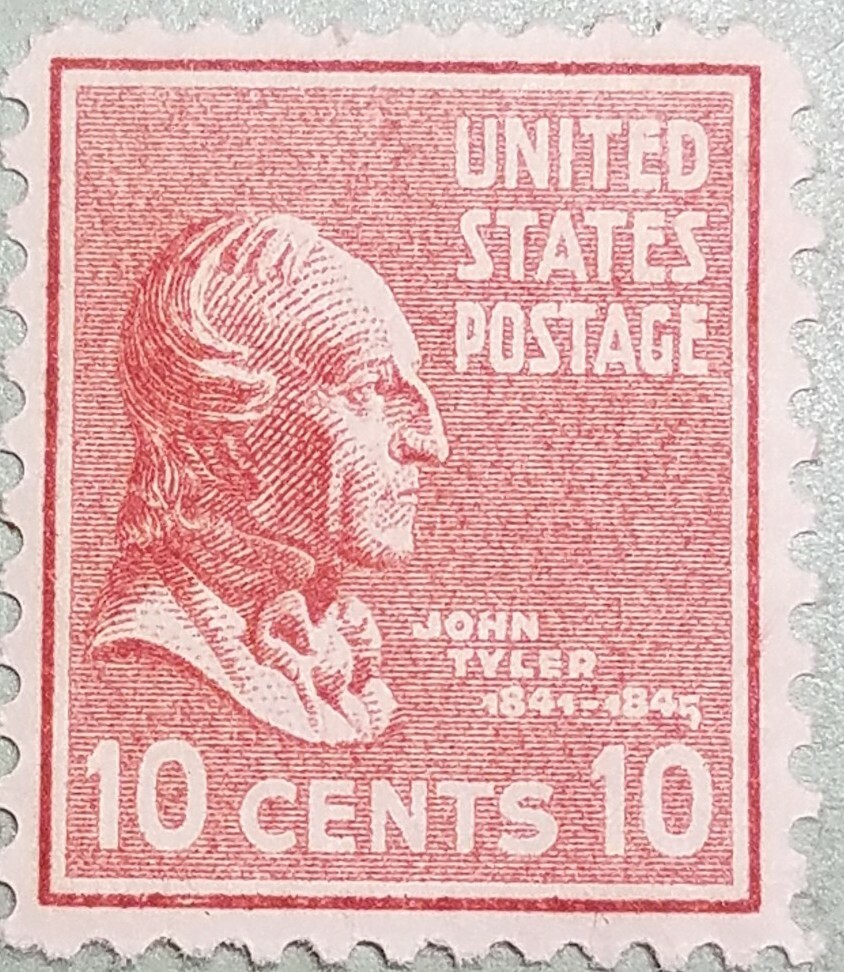 UNITED
STATES
POSTAGE
JOHN
TYLER
1841-1845
10 CENTS 10